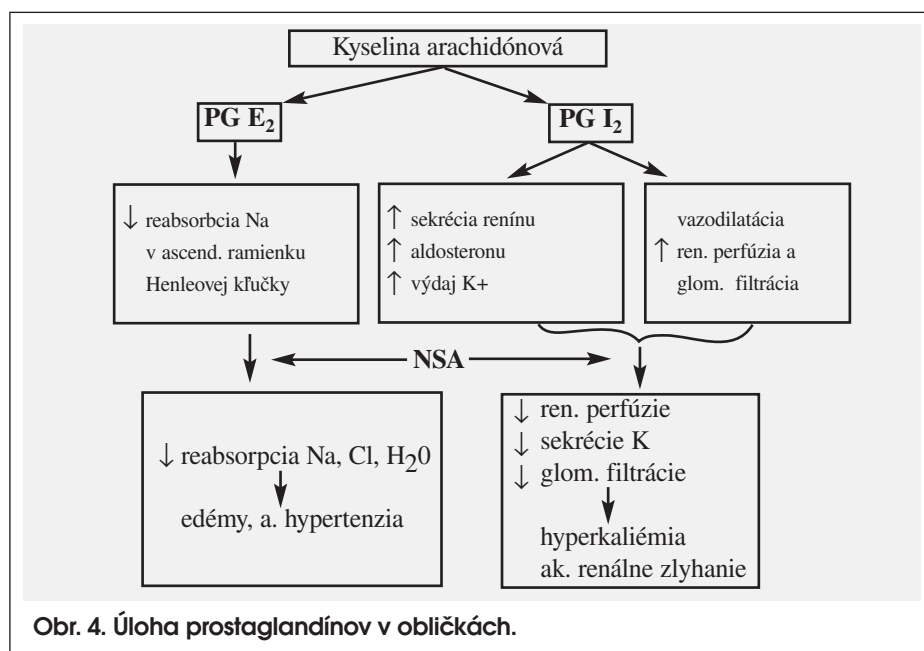 Kyselina arachidónová
PG E₂
PG I₂
↓ reabsorbcia Na
v ascend. ramienku
Henleovej kľučky
↑ sekrécia renínu
↑ aldosteronu
↑ výdaj K+
vazodilatácia
↑ ren. perfúzia a
glom. filtrácia
NSA
↓ reabsorpcia Na, Cl, H₂0
edémy, a. hypertenzia
↓ ren. perfúzie
↓ sekrécie K
↓ glom. filtrácie
hyperkaliémia
ak. renálne zlyhanie
Obr. 4. Úloha prostaglandínov v obličkách.